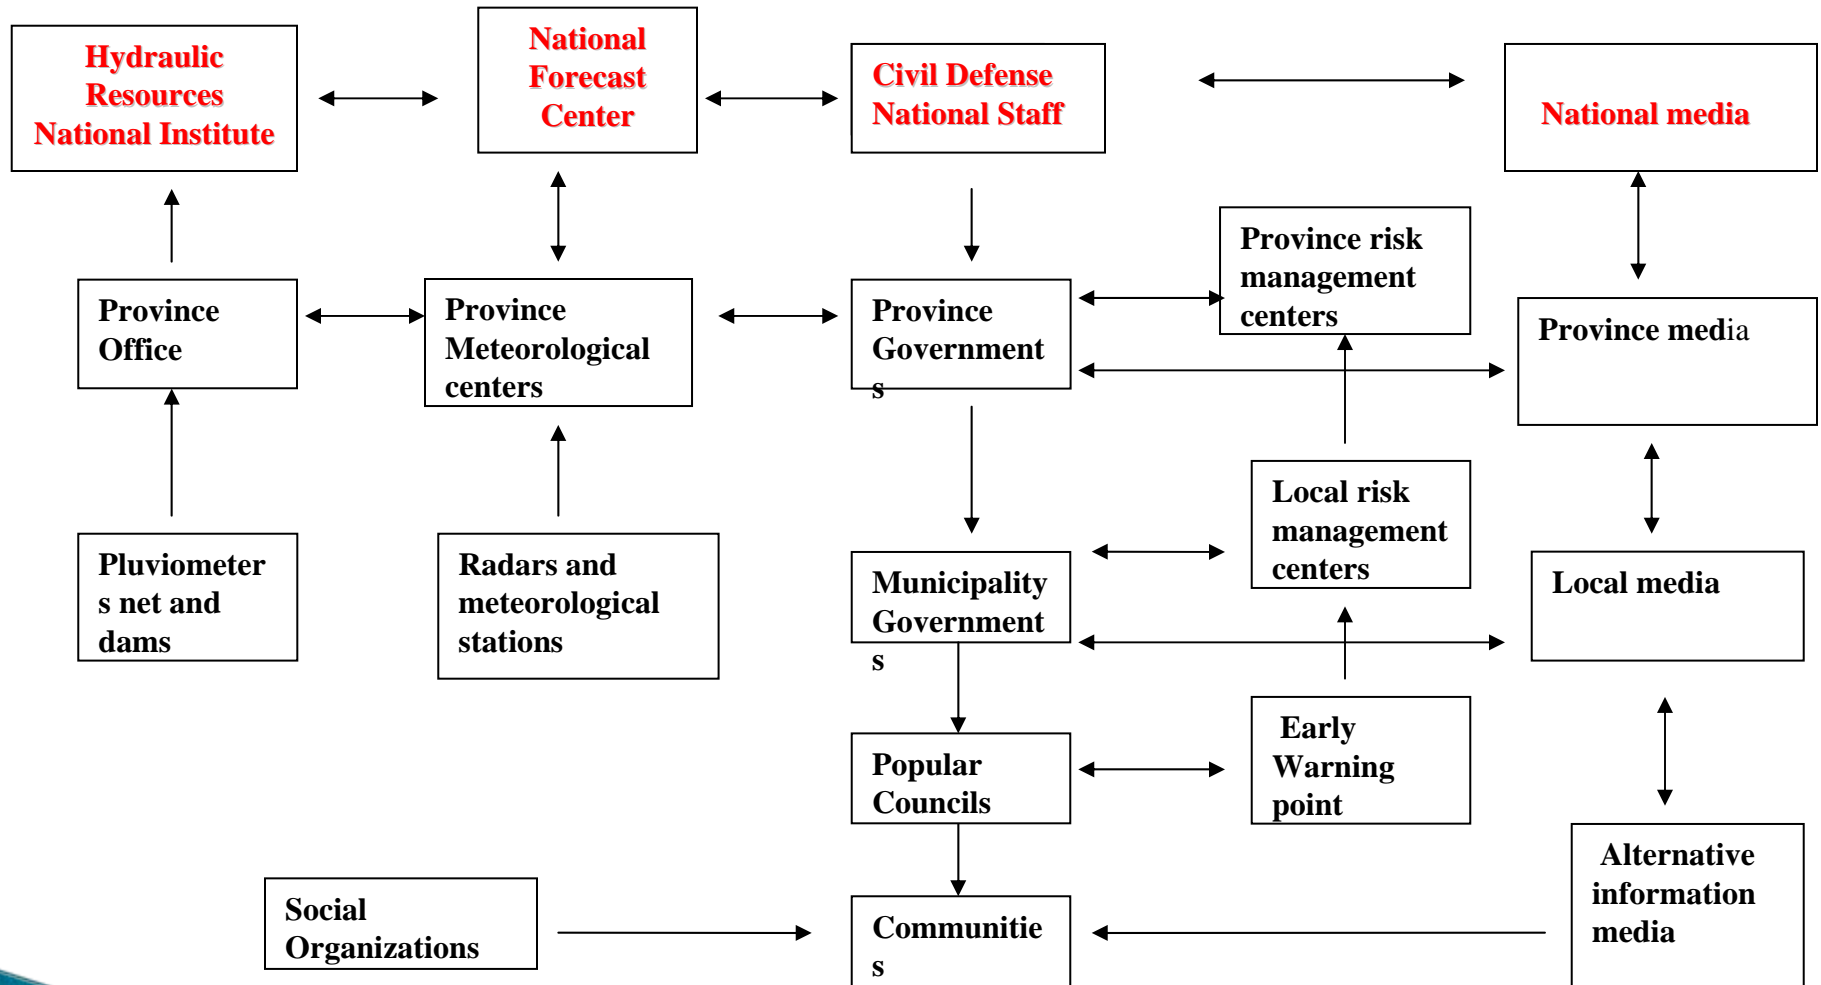 Hydraulic
Resources
National Institute
National
Forecast
Center
Civil Defense
National Staff
National media
Province
Office
Province
Meteorological
centers
Province
Government
s
Province risk
management
centers
Province media
Pluviometer
s net and
dams
Radars and
meteorological
stations
Municipality
Government
s
Local risk
management
centers
Local media
Popular
Councils
Early
Warning
point
Social
Organizations
Communitie
s
Alternative
information
media